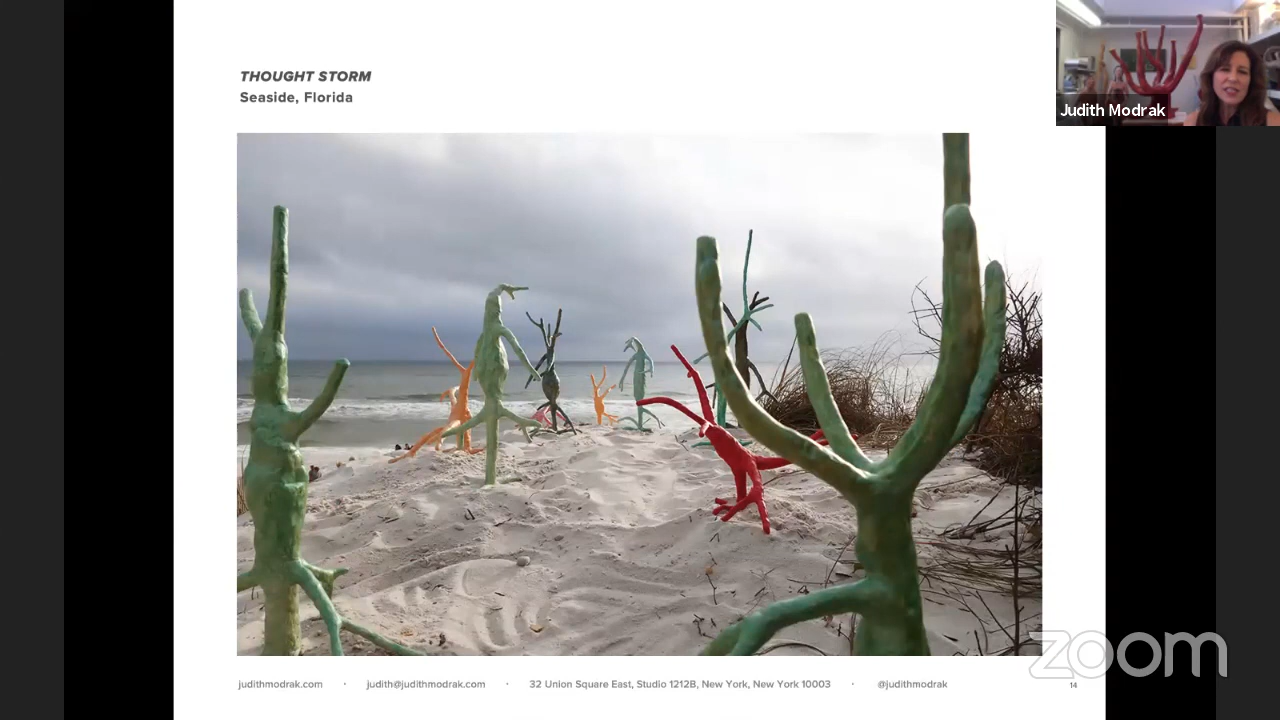 THOUGHT STORM
Seaside, Florida
Judith Modrak
judithmodrak.com · judith@judithmodrak.com · 32 Union Square East, Studio 1212B, New York, New York 10003 · @judithmodrak
14
zoom